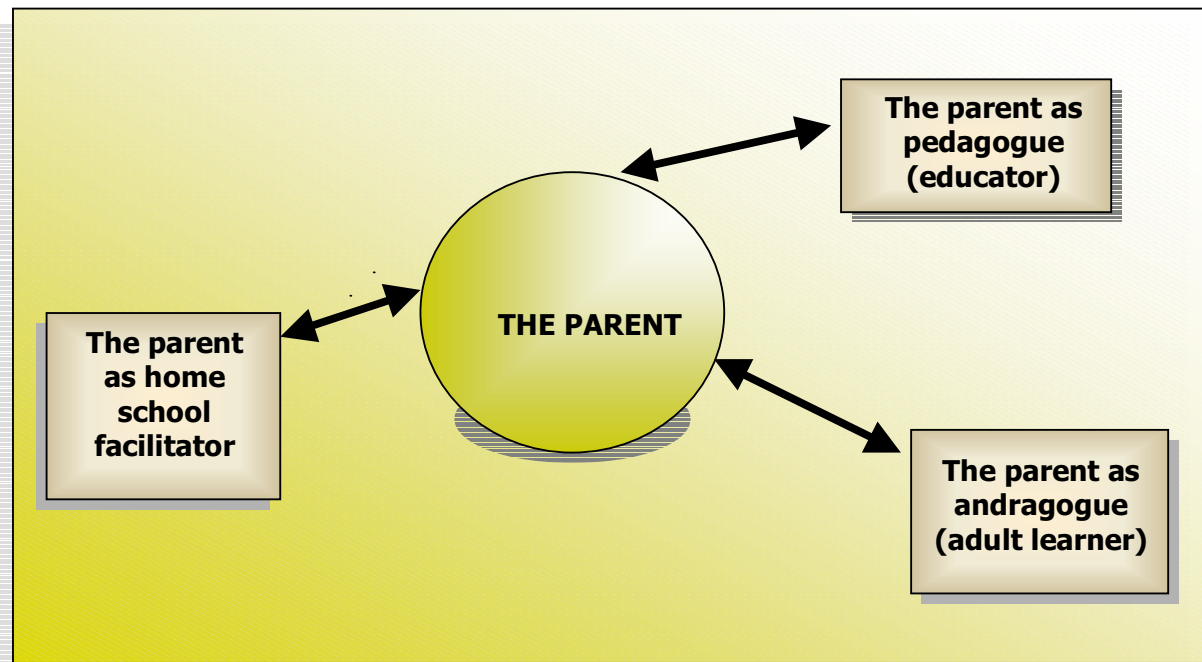 The parent as
pedagogue
(educator)
THE PARENT
The parent
as home
school
facilitator
The parent as
andragogue
(adult learner)